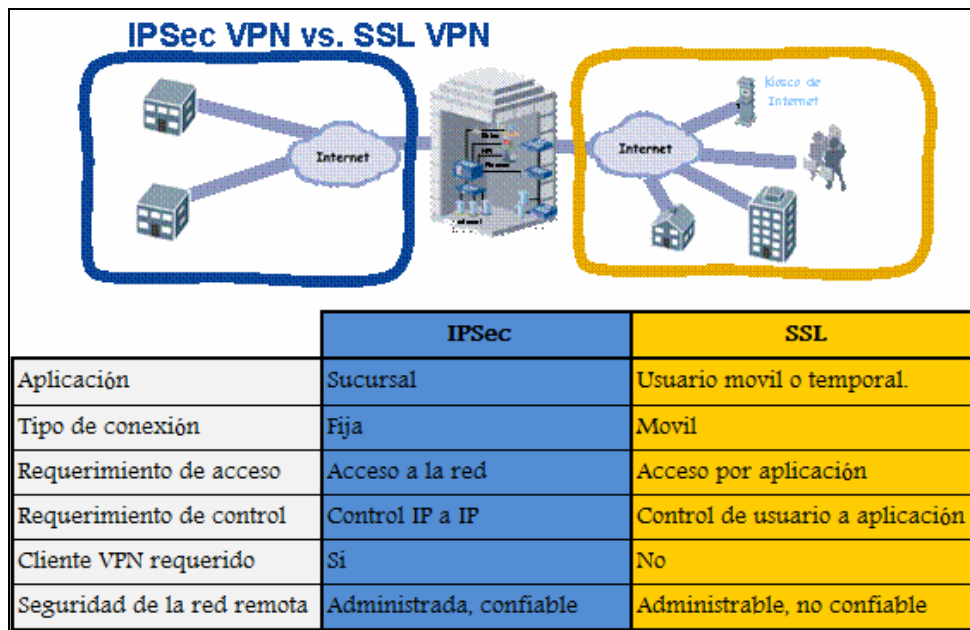 IPSec VPN vs. SSL VPN
Kiosco de
Internet
Internet
Internet
IPSec SSL
Aplicación Sucursal Usuario movil o temporal.
Tipo de conexión Fija Movil
Requerimiento de acceso Acceso a la red Acceso por aplicación
Requerimiento de control Control IP a IP Control de usuario a aplicación
Cliente VPN requerido Si No
Seguridad de la red remota Administrada, confiable Administrable, no confiable